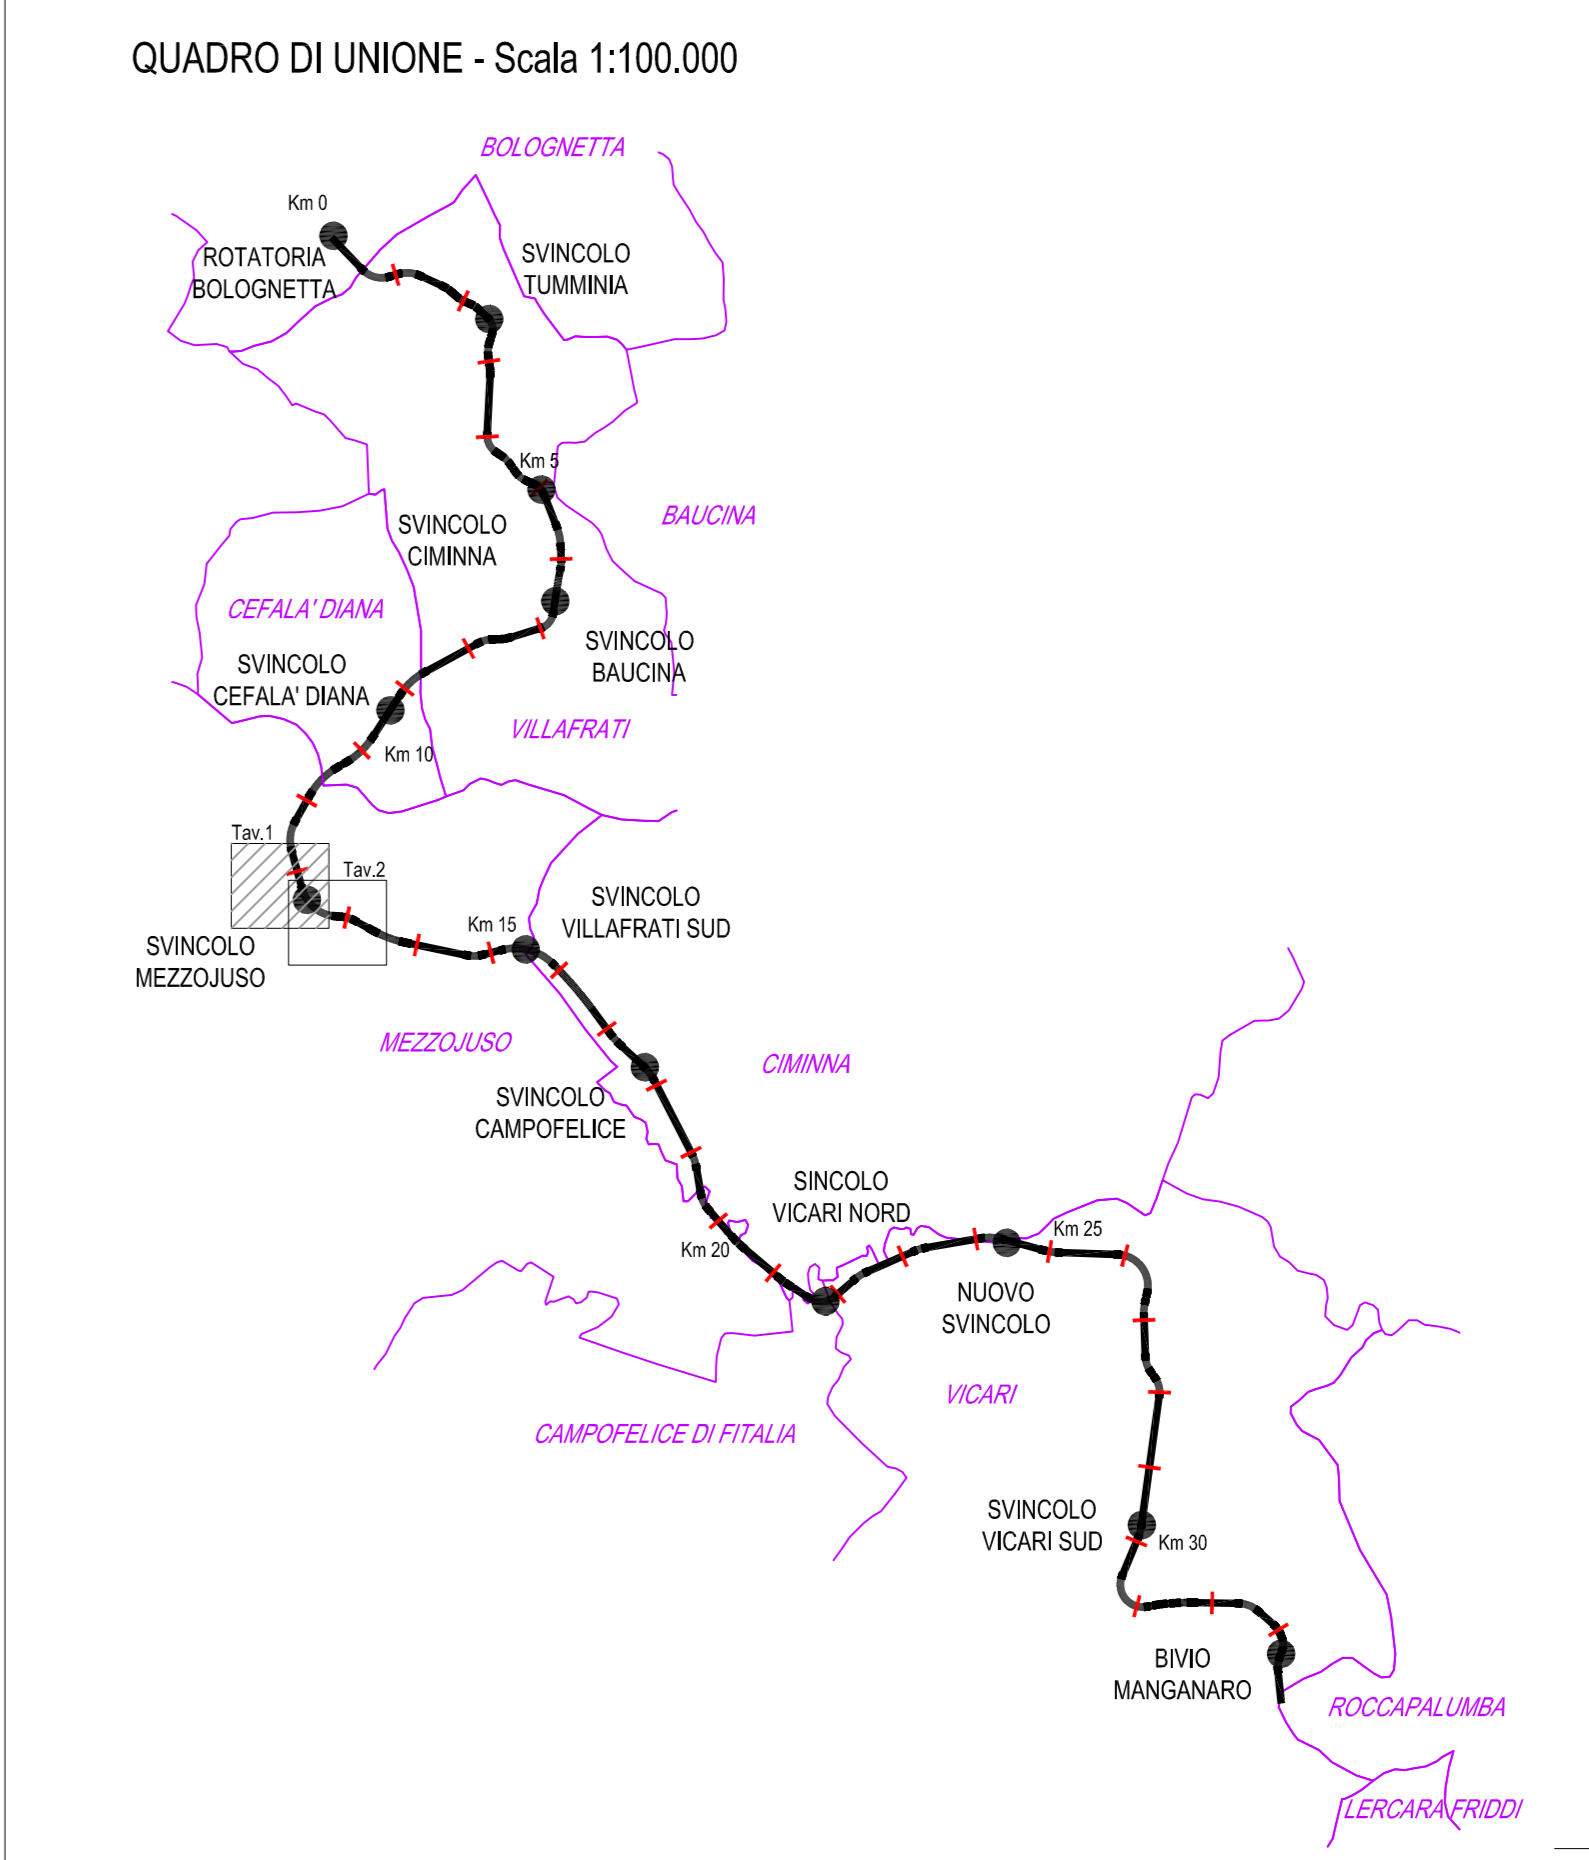 QUADRO DI UNIONE - Scala 1:100.000
BOLOGNETTA
Km 0
ROTATORIA
BOLOGNETTA
SVINCOLO
TUMMINIA
Km 5
SVINCOLO
CIMINNA
BAUCINA
CEFALA' DIANA
SVINCOLO
BAUCINA
SVINCOLO
CEFALA' DIANA
VILLAFRATI
Km 10
Tav.1
Tav.2
SVINCOLO
MEZZOJUSO
Km 15
SVINCOLO
VILLAFRATI SUD
MEZZOJUSO
CIMINNA
SVINCOLO
CAMPOFELICE
SINCOLO
VICARI NORD
Km 20
Km 25
NUOVO
SVINCOLO
VICARI
CAMPOFELICE DI FITALIA
SVINCOLO
VICARI SUD
Km 30
BIVIO
MANGANARO
ROCCAPALUMBA
LERCARA FRIDDI